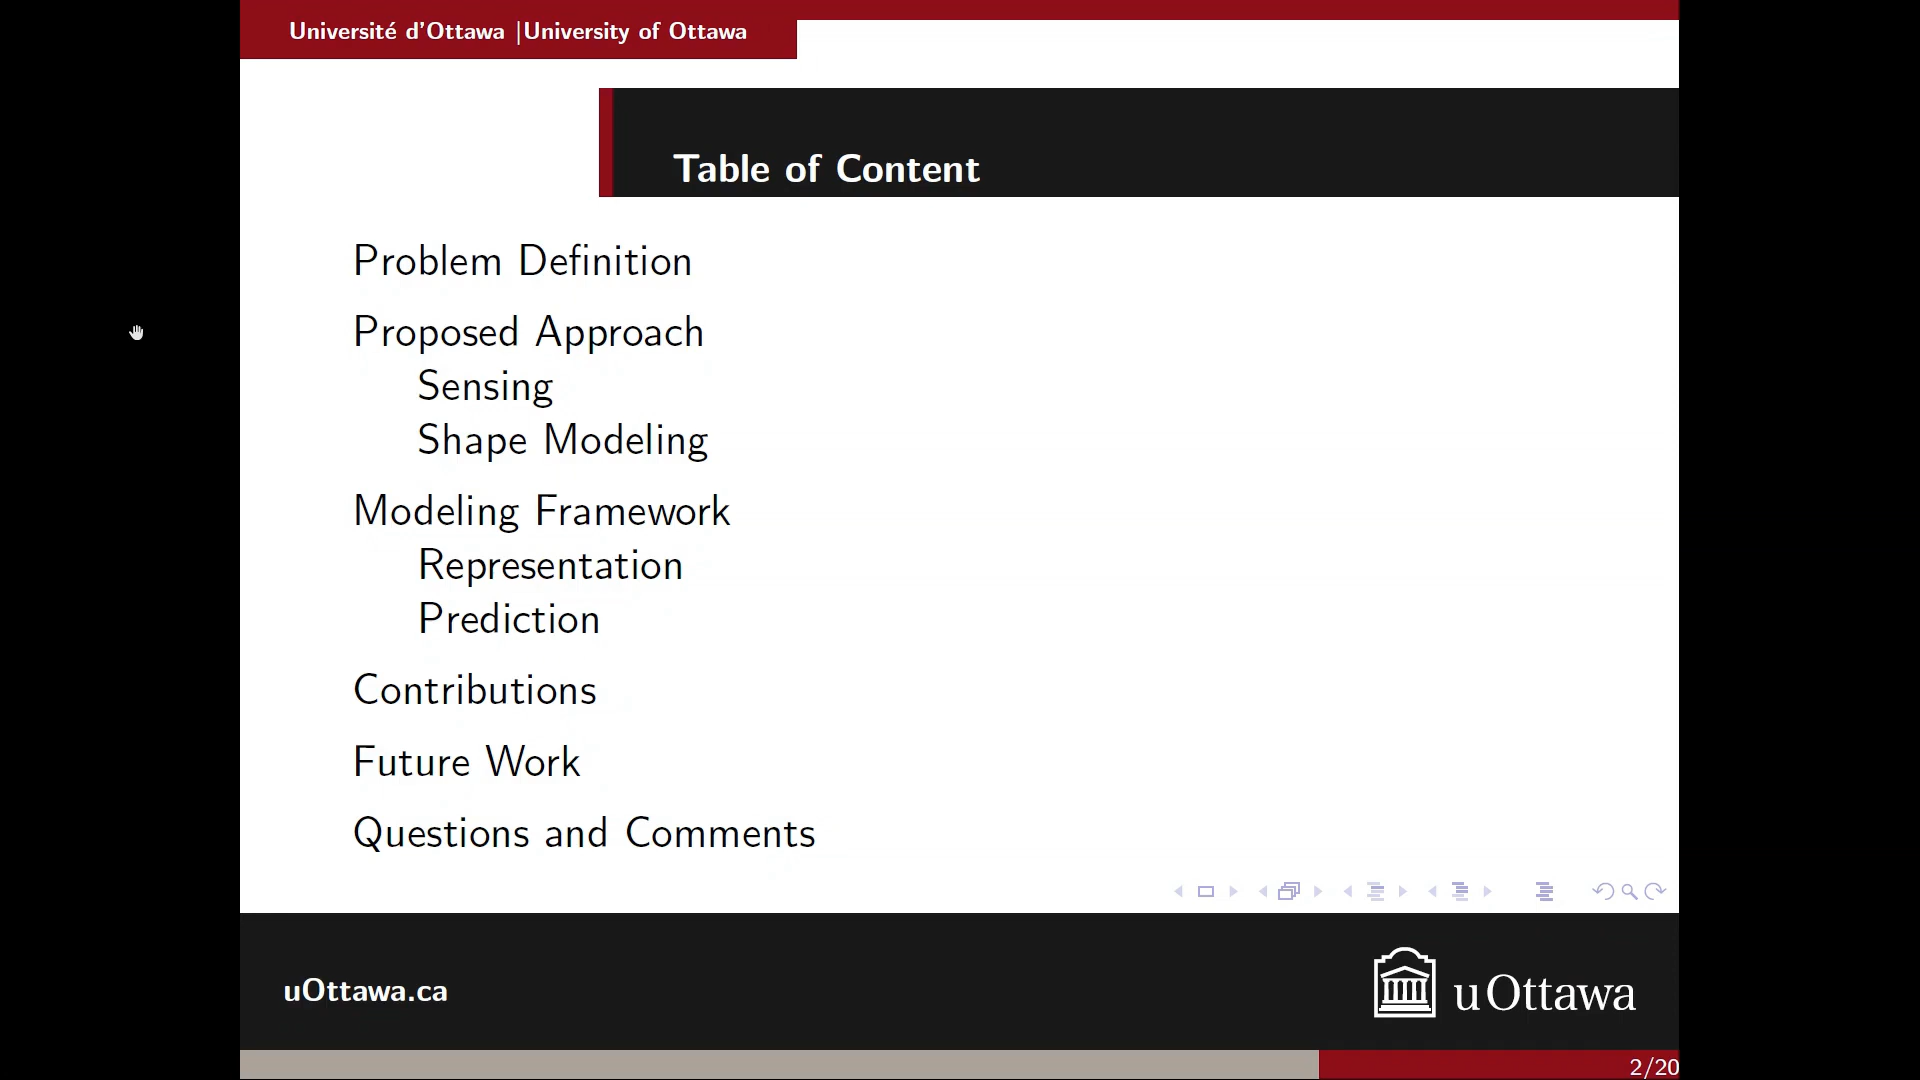 Université d'Ottawa |University of Ottawa
Table of Content
Problem Definition
Proposed Approach
Sensing
Shape Modeling
Modeling Framework
Representation
Prediction
Contributions
Future Work
Questions and Comments
uOttawa.ca
uOttawa
2/20